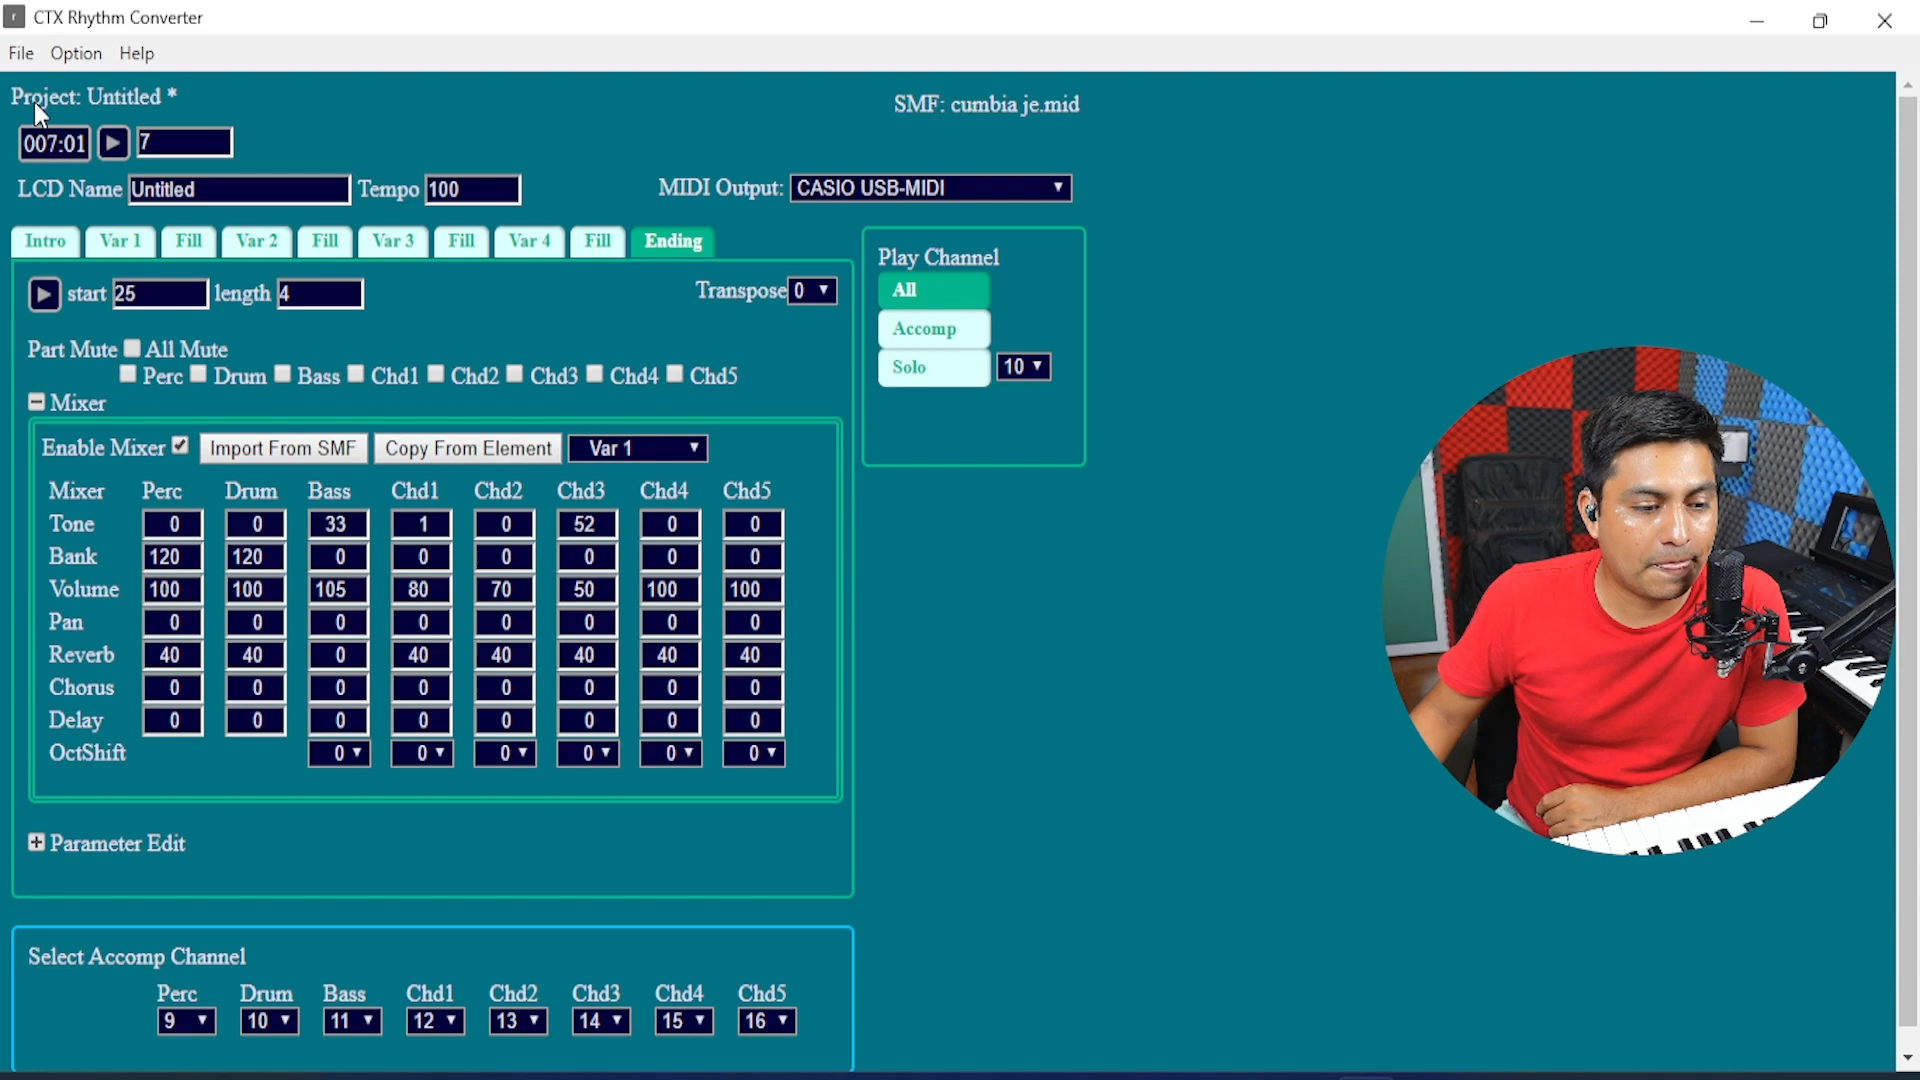 CTX Rhythm Converter
File Option Help
Project: Untitled *
SMF: cumbia je.mid
007:01 7
LCD Name Untitled Tempo 100
MIDI Output: CASIO USB-MIDI
Intro Var 1 Fill Var 2 Fill Var 3 Fill Var 4 Fill Ending
start 25 length 4
Transpose 0
Part Mute All Mute
Perc Drum Bass Chd1 Chd2 Chd3 Chd4 Chd5
Mixer
Enable Mixer Import From SMF Copy From Element Var 1
Mixer Perc Drum Bass Chd1 Chd2 Chd3 Chd4 Chd5
Tone 0 0 33 1 0 52 0 0
Bank 120 120 0 0 0 0 0 0
Volume 100 100 105 80 70 50 100 100
Pan 0 0 0 0 0 0 0 0
Reverb 40 40 0 40 40 40 40 40
Chorus 0 0 0 0 0 0 0 0
Delay 0 0 0 0 0 0 0 0
OctShift 0 0 0 0 0 0
Parameter Edit
Play Channel
All
Accomp
Solo 10
Select Accomp Channel
Perc Drum Bass Chd1 Chd2 Chd3 Chd4 Chd5
9 10 11 12 13 14 15 16